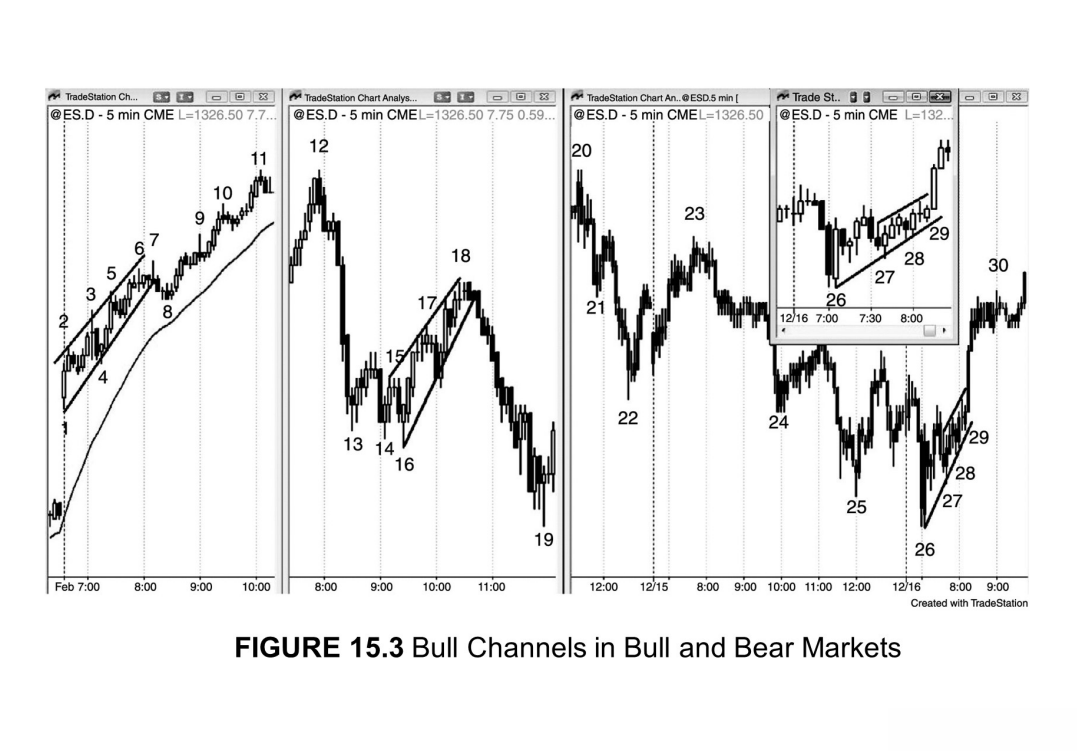 TradeStation Ch...
@ES.D - 5 min CME L=1326.50 7.7...
11
10
9
7
6
5
3
2
8
4
1
Feb 7:00 8:00 9:00 10:00
TradeStation Chart Analys...
@ES.D - 5 min CME L=1326.50 7.75 0.59...
12
18
17
15
13
14
16
19
8:00 9:00 10:00 11:00
TradeStation Chart An.. @ESD.5 min [
@ES.D - 5 min CME L=1326.50
20
23
21
22
24
25
30
29
28
27
26
12:00 12/15 8:00 9:00 10:00 11:00 12:00 12/16 8:00 9:00
Trade St..
@ES.D - 5 min CME L=132...
29
28
27
26
12/16 7:00 7:30 8:00
Created with TradeStation
FIGURE 15.3 Bull Channels in Bull and Bear Markets